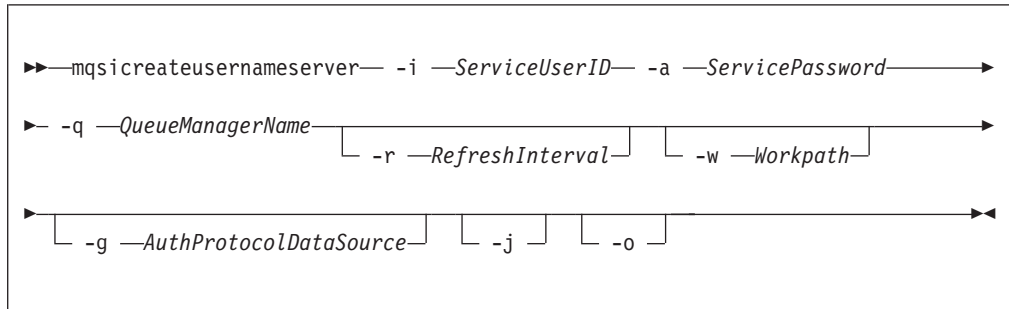 mqsicreateusernameserver -i ServiceUserID -a ServicePassword
-q QueueManagerName
-r RefreshInterval -w Workpath
-g AuthProtocolDataSource -j -o